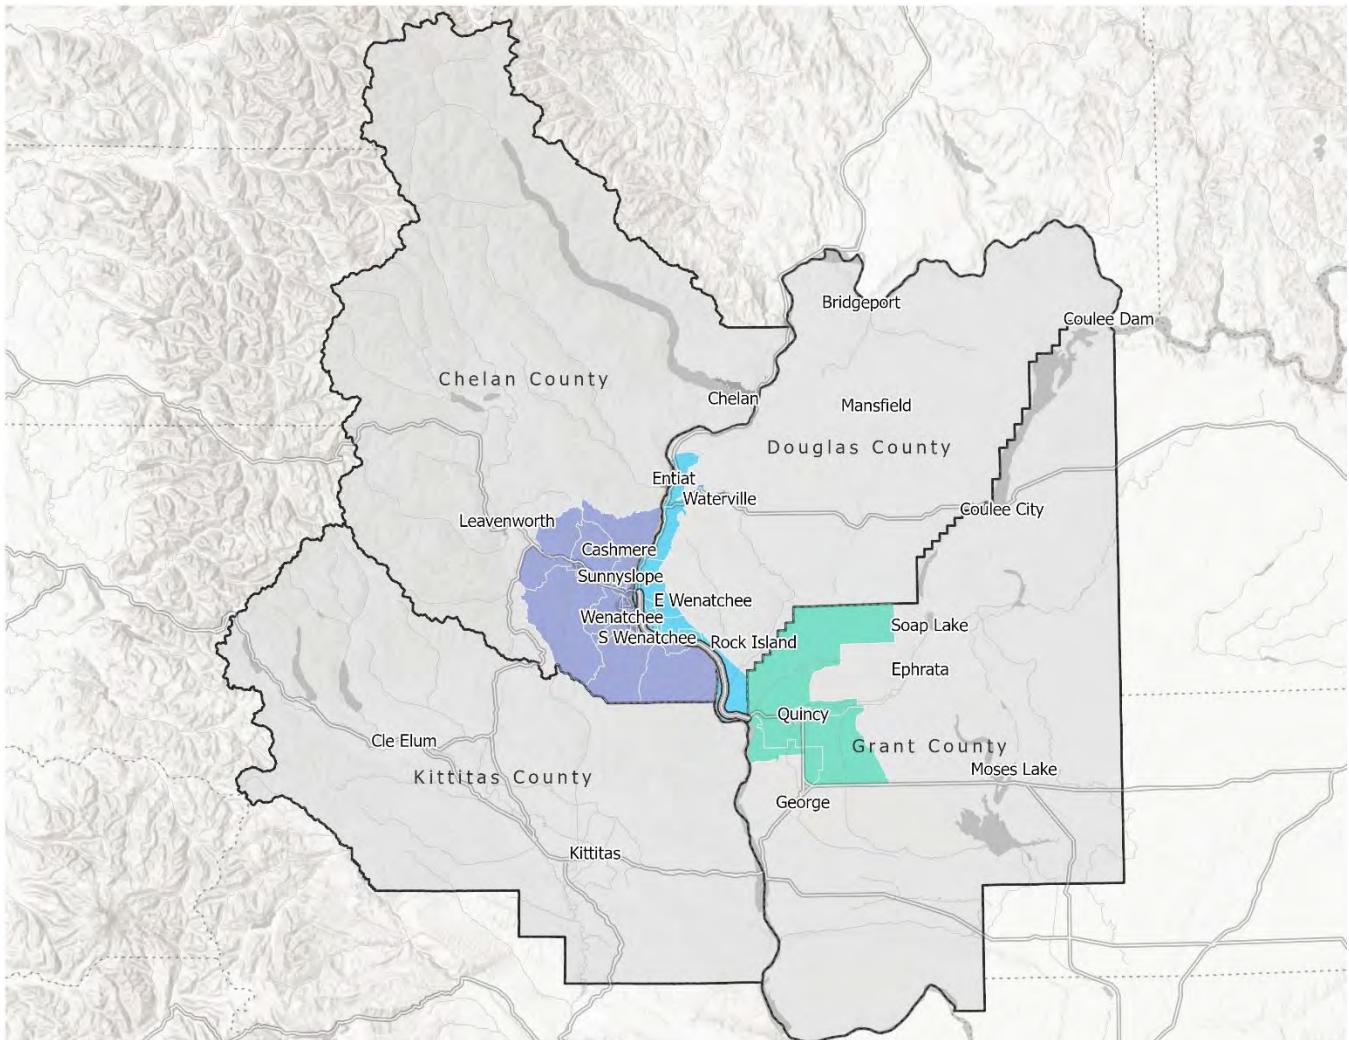 Bridgeport
Coulee Dam
Chelan County
Chelan
Mansfield
Douglas County
Entiat
Waterville
Coulee City
Leavenworth
Cashmere
Sunnyslope
E Wenatchee
Wenatchee
S Wenatchee
Rock Island
Soap Lake
Ephrata
Quincy
Cle Elum
Grant County
Moses Lake
Kittitas County
George
Kittitas